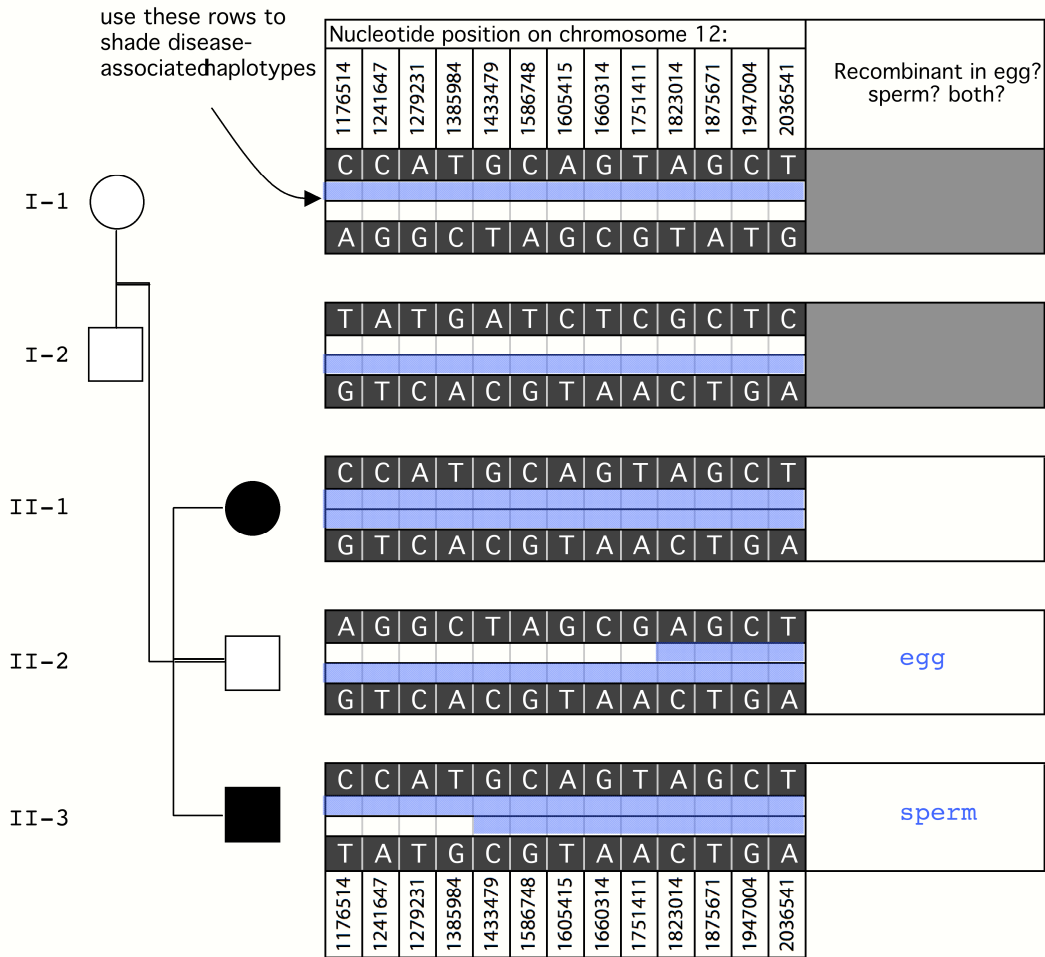 use these rows to
shade disease-
associatedhaplotypes
Nucleotide position on chromosome 12:
1176514 1241647 1279231 1385984 1433479 1586748 1605415 1660314 1751411 1823014 1875671 1947004 2036541
Recombinant in egg?
sperm? both?
C C A T G C A G T A G C T
I-1
A G G C T A G C G T A T G
T A T G A T C T C G C T C
I-2
G T C A C G T A A C T G A
C C A T G C A G T A G C T
II-1
G T C A C G T A A C T G A
A G G C T A G C G A G C T
II-2
egg
G T C A C G T A A C T G A
C C A T G C A G T A G C T
II-3
sperm
T A T G C G T A A C T G A
1176514 1241647 1279231 1385984 1433479 1586748 1605415 1660314 1751411 1823014 1875671 1947004 2036541